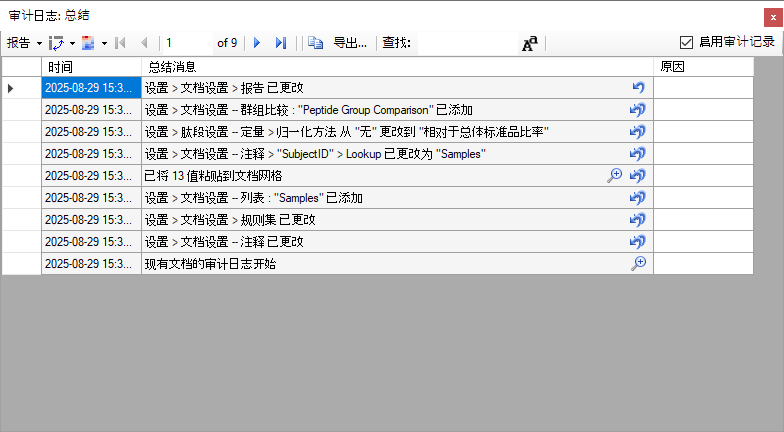 审计日志: 总结
报告 1 of 9 导出... 查找: 启用审计记录
时间 总结消息 原因
2025-08-29 15:3... 设置 > 文档设置 > 报告 已更改
2025-08-29 15:3... 设置 > 文档设置 -- 群组比较 : "Peptide Group Comparison" 已添加
2025-08-29 15:3... 设置 > 肽段设置 -- 定量 > 归一化方法 从 "无" 更改到 "相对于总体标准品比率"
2025-08-29 15:3... 设置 > 文档设置 -- 注释 > "SubjectID" > Lookup 已更改为 "Samples"
2025-08-29 15:3... 已将 13 值粘贴到文档网格
2025-08-29 15:3... 设置 > 文档设置 -- 列表 : "Samples" 已添加
2025-08-29 15:3... 设置 > 文档设置 > 规则集 已更改
2025-08-29 15:3... 设置 > 文档设置 -- 注释 已更改
2025-08-29 15:3... 现有文档的审计日志开始